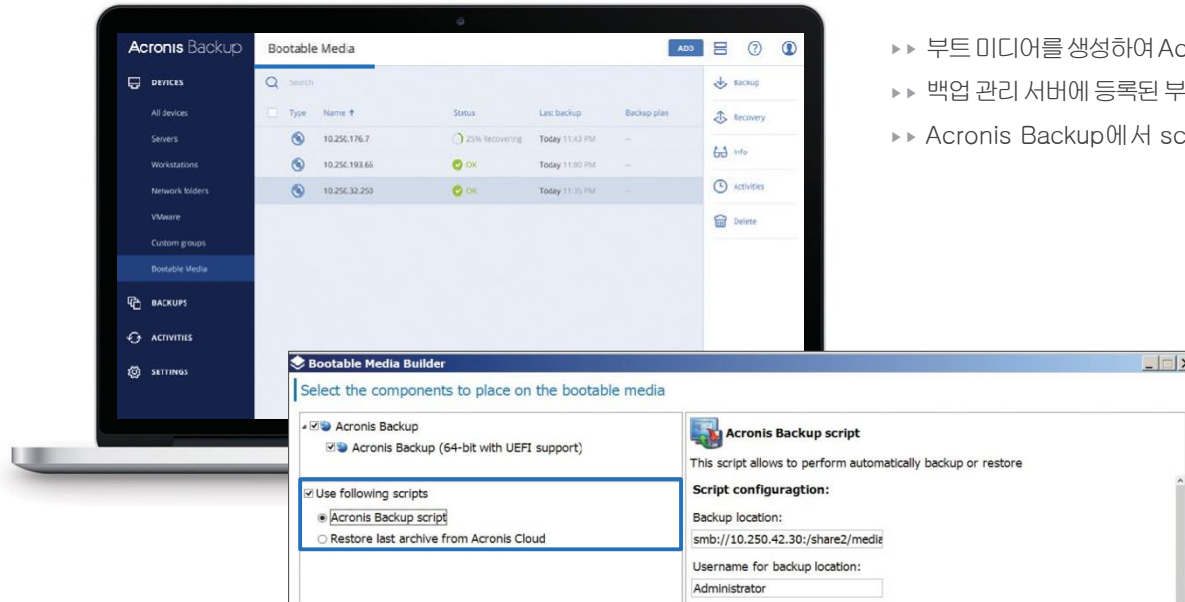 Acronis Backup
Bootable Media
ADD
DEVICES
Search
Backup
All devices
Type Name Status Last backup Backup plan
Recovery
Servers
10.250.176.7 25% Recovering Today 11:43 PM --
Info
Workstations
10.250.193.66 OK Today 11:00 PM --
Network folders
10.250.32.253 OK Today 11:35 PM --
Activities
VMware
Delete
Custom groups
Bootable Media
BACKUPS
ACTIVITIES
SETTINGS
▸▸ 부트 미디어를 생성하여 Ac
▸▸ 백업 관리 서버에 등록된 부
▸▸ Acronis Backup에서 sc
Bootable Media Builder
Select the components to place on the bootable media
Acronis Backup
Acronis Backup (64-bit with UEFI support)
Use following scripts
Acronis Backup script
Restore last archive from Acronis Cloud
Acronis Backup script
This script allows to perform automatically backup or restore
Script configuragtion:
Backup location:
smb://10.250.42.30:/share2/media
Username for backup location:
Administrator